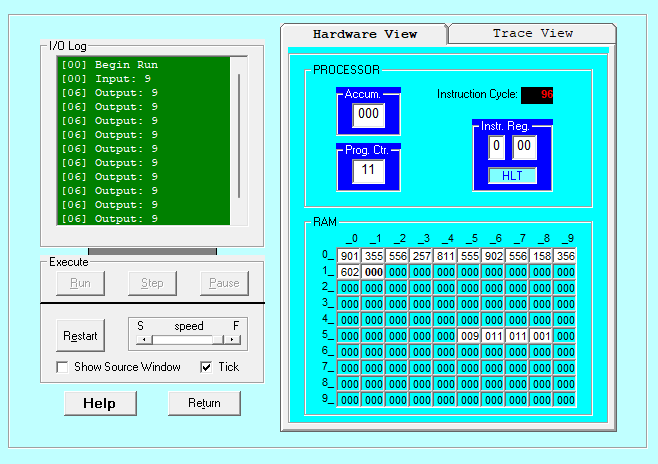 Hardware View
Trace View
I/O Log
[00] Begin Run
[00] Input: 9
[06] Output: 9
[06] Output: 9
[06] Output: 9
[06] Output: 9
[06] Output: 9
[06] Output: 9
[06] Output: 9
[06] Output: 9
[06] Output: 9
[06] Output: 9
PROCESSOR
Accum.
000
Instruction Cycle: 96
Prog. Ctr.
11
Instr. Reg.
0 00
HLT
Execute
Run Step Pause
Restart
S speed F
Show Source Window Tick
Help Return
RAM
_0 _1 _2 _3 _4 _5 _6 _7 _8 _9
0_ 901 355 556 257 811 555 902 556 158 356
1_ 602 000 000 000 000 000 000 000 000 000
2_ 000 000 000 000 000 000 000 000 000 000
3_ 000 000 000 000 000 000 000 000 000 000
4_ 000 000 000 000 000 000 000 000 000 000
5_ 000 000 000 000 000 009 011 011 001 000
6_ 000 000 000 000 000 000 000 000 000 000
7_ 000 000 000 000 000 000 000 000 000 000
8_ 000 000 000 000 000 000 000 000 000 000
9_ 000 000 000 000 000 000 000 000 000 000